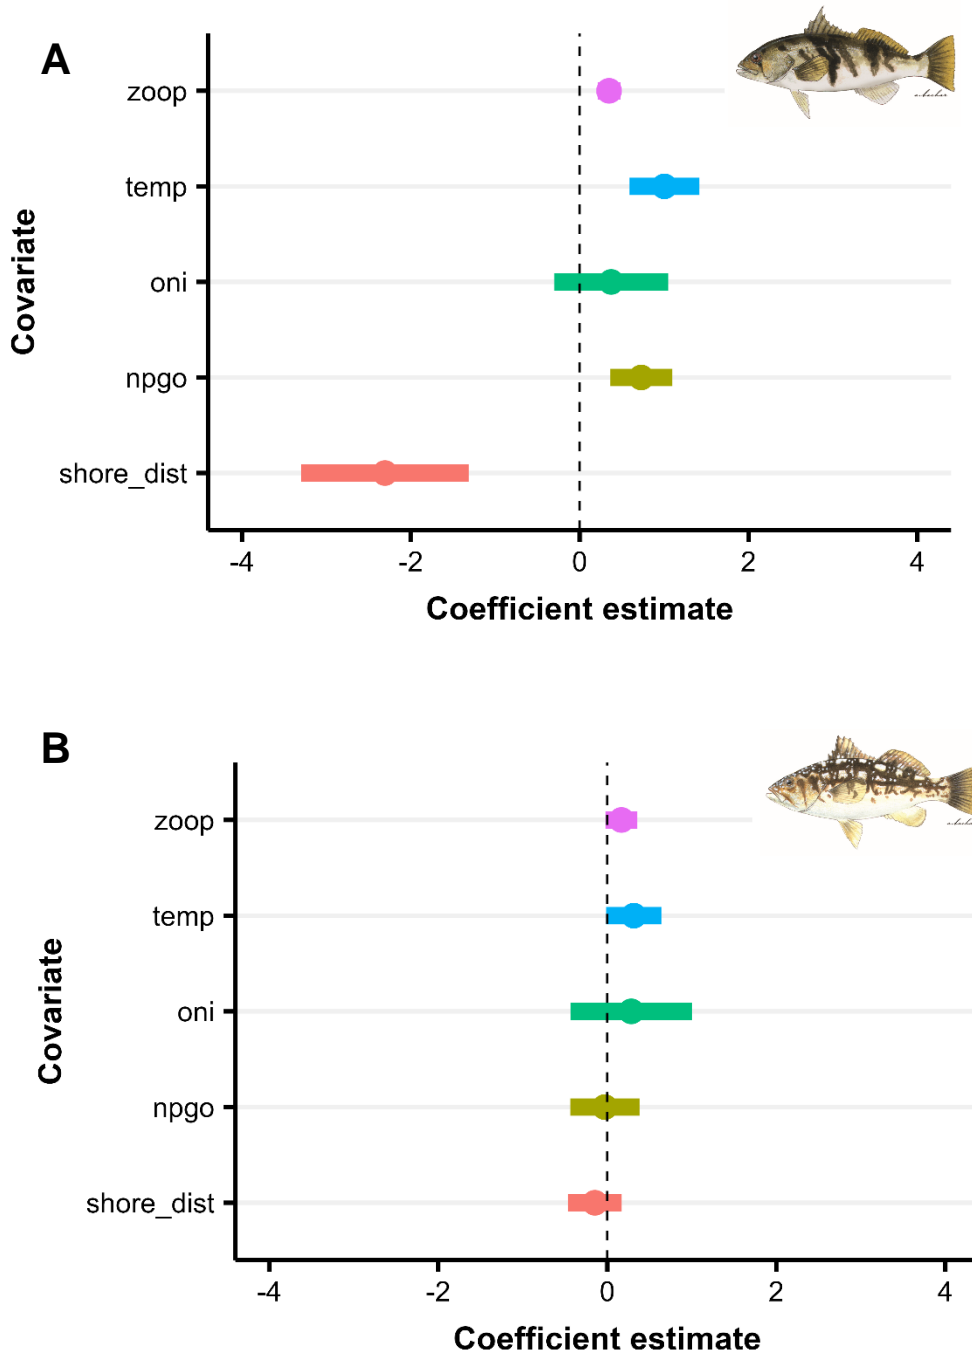 A
zoop
temp
oni
npgo
shore_dist
Covariate
-4 -2 0 2 4
Coefficient estimate
B
zoop
temp
oni
npgo
shore_dist
Covariate
-4 -2 0 2 4
Coefficient estimate